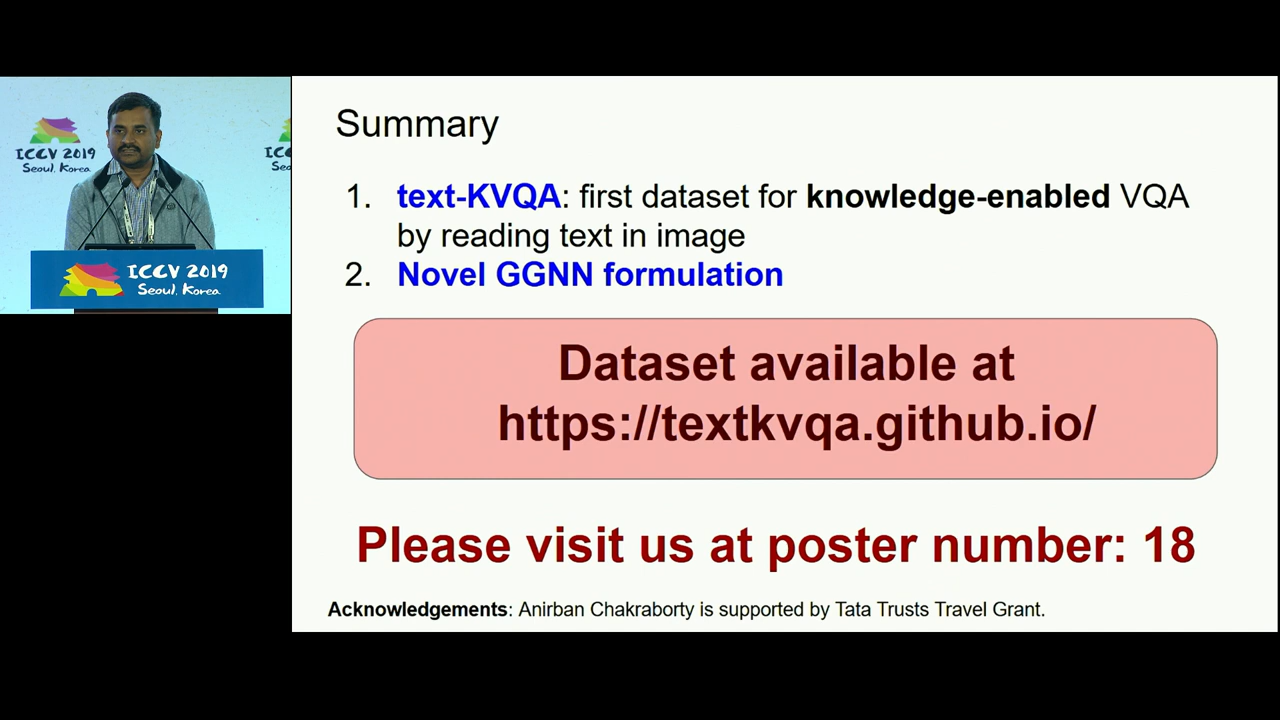 ICCV 2019
Seoul, Korea
ICCV 2019
Seoul, Korea
Summary
1. text-KVQA: first dataset for knowledge-enabled VQA
by reading text in image
2. Novel GGNN formulation
Dataset available at
https://textkvqa.github.io/
Please visit us at poster number: 18
Acknowledgements: Anirban Chakraborty is supported by Tata Trusts Travel Grant.